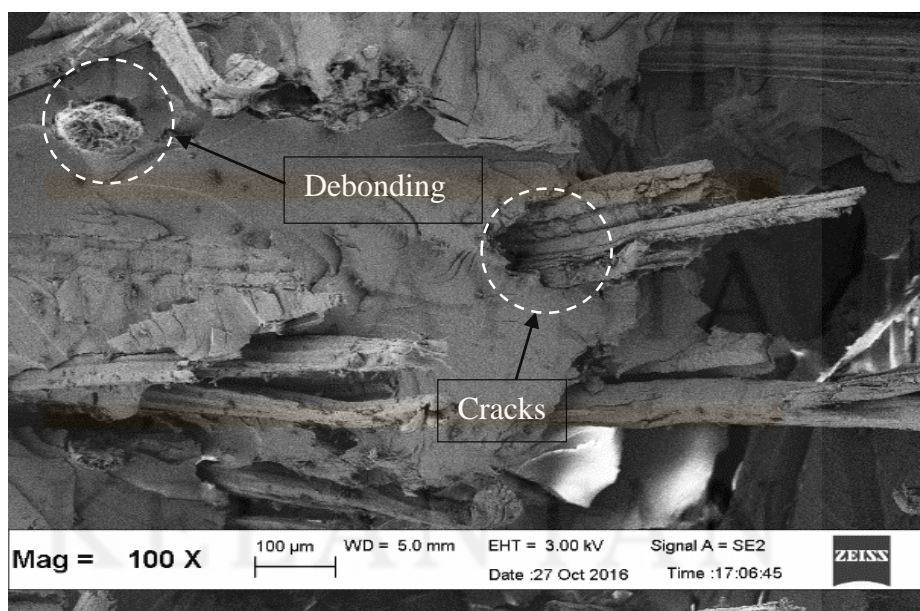 Debonding
Cracks
Mag = 100 X
100 µm
WD = 5.0 mm
EHT = 3.00 kV
Signal A = SE2
Date :27 Oct 2016
Time :17:06:45
ZEISS